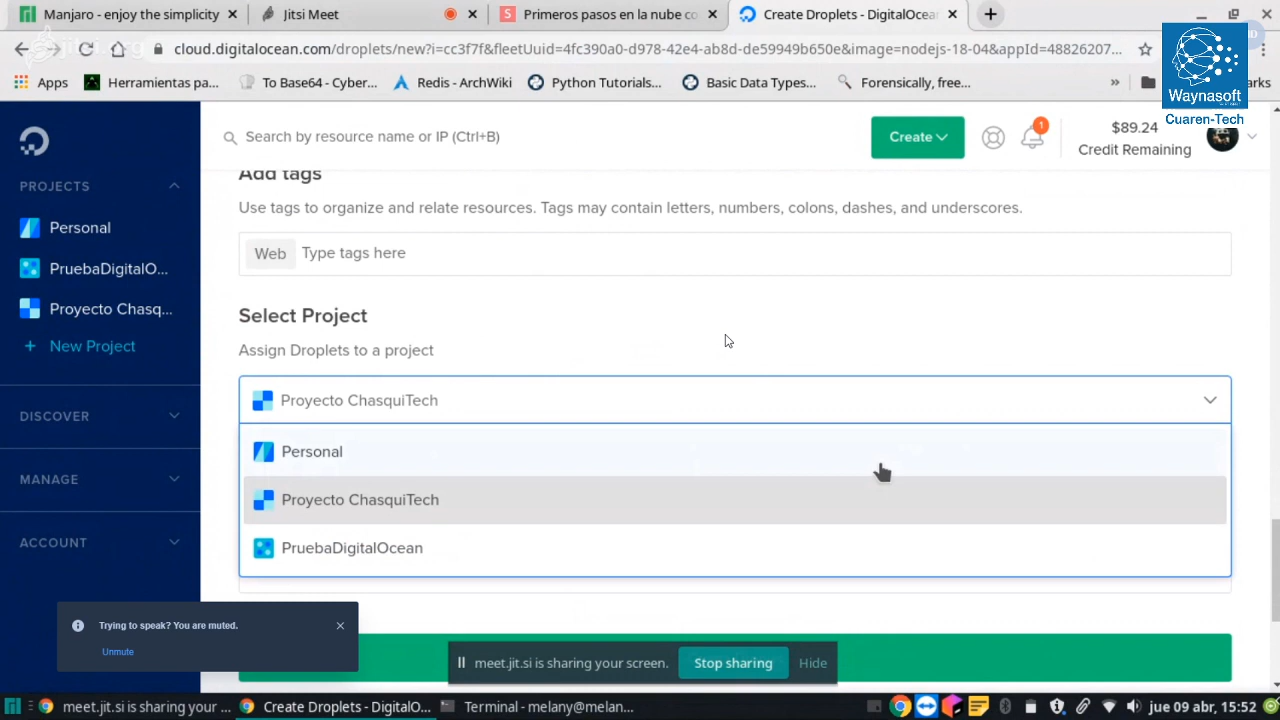 Manjaro - enjoy the simplicity
Jitsi Meet
Primeros pasos en la nube co
Create Droplets - DigitalOcea
cloud.digitalocean.com/droplets/new?i=cc3f7f&fleetUuid=4fc390a0-d978-42e4-ab8d-de59949b650e&image=nodejs-18-04&appId=48826207...
Apps
Herramientas pa...
To Base64 - Cyber...
Redis - ArchWiki
Python Tutorials...
Basic Data Types...
Forensically, free...
»
Waynasoft
Cuaren-Tech
Search by resource name or IP (Ctrl+B)
Create
1
$89.24
Credit Remaining
PROJECTS
Personal
PruebaDigitalO...
Proyecto Chasq...
+ New Project
DISCOVER
MANAGE
ACCOUNT
Add tags
Use tags to organize and relate resources. Tags may contain letters, numbers, colons, dashes, and underscores.
Web
Type tags here
Select Project
Assign Droplets to a project
Proyecto ChasquiTech
Personal
Proyecto ChasquiTech
PruebaDigitalOcean
Trying to speak? You are muted.
Unmute
meet.jit.si is sharing your screen.
Stop sharing
Hide
meet.jit.si is sharing your ...
Create Droplets - DigitalO...
Terminal - melany@melan...
jue 09 abr, 15:52